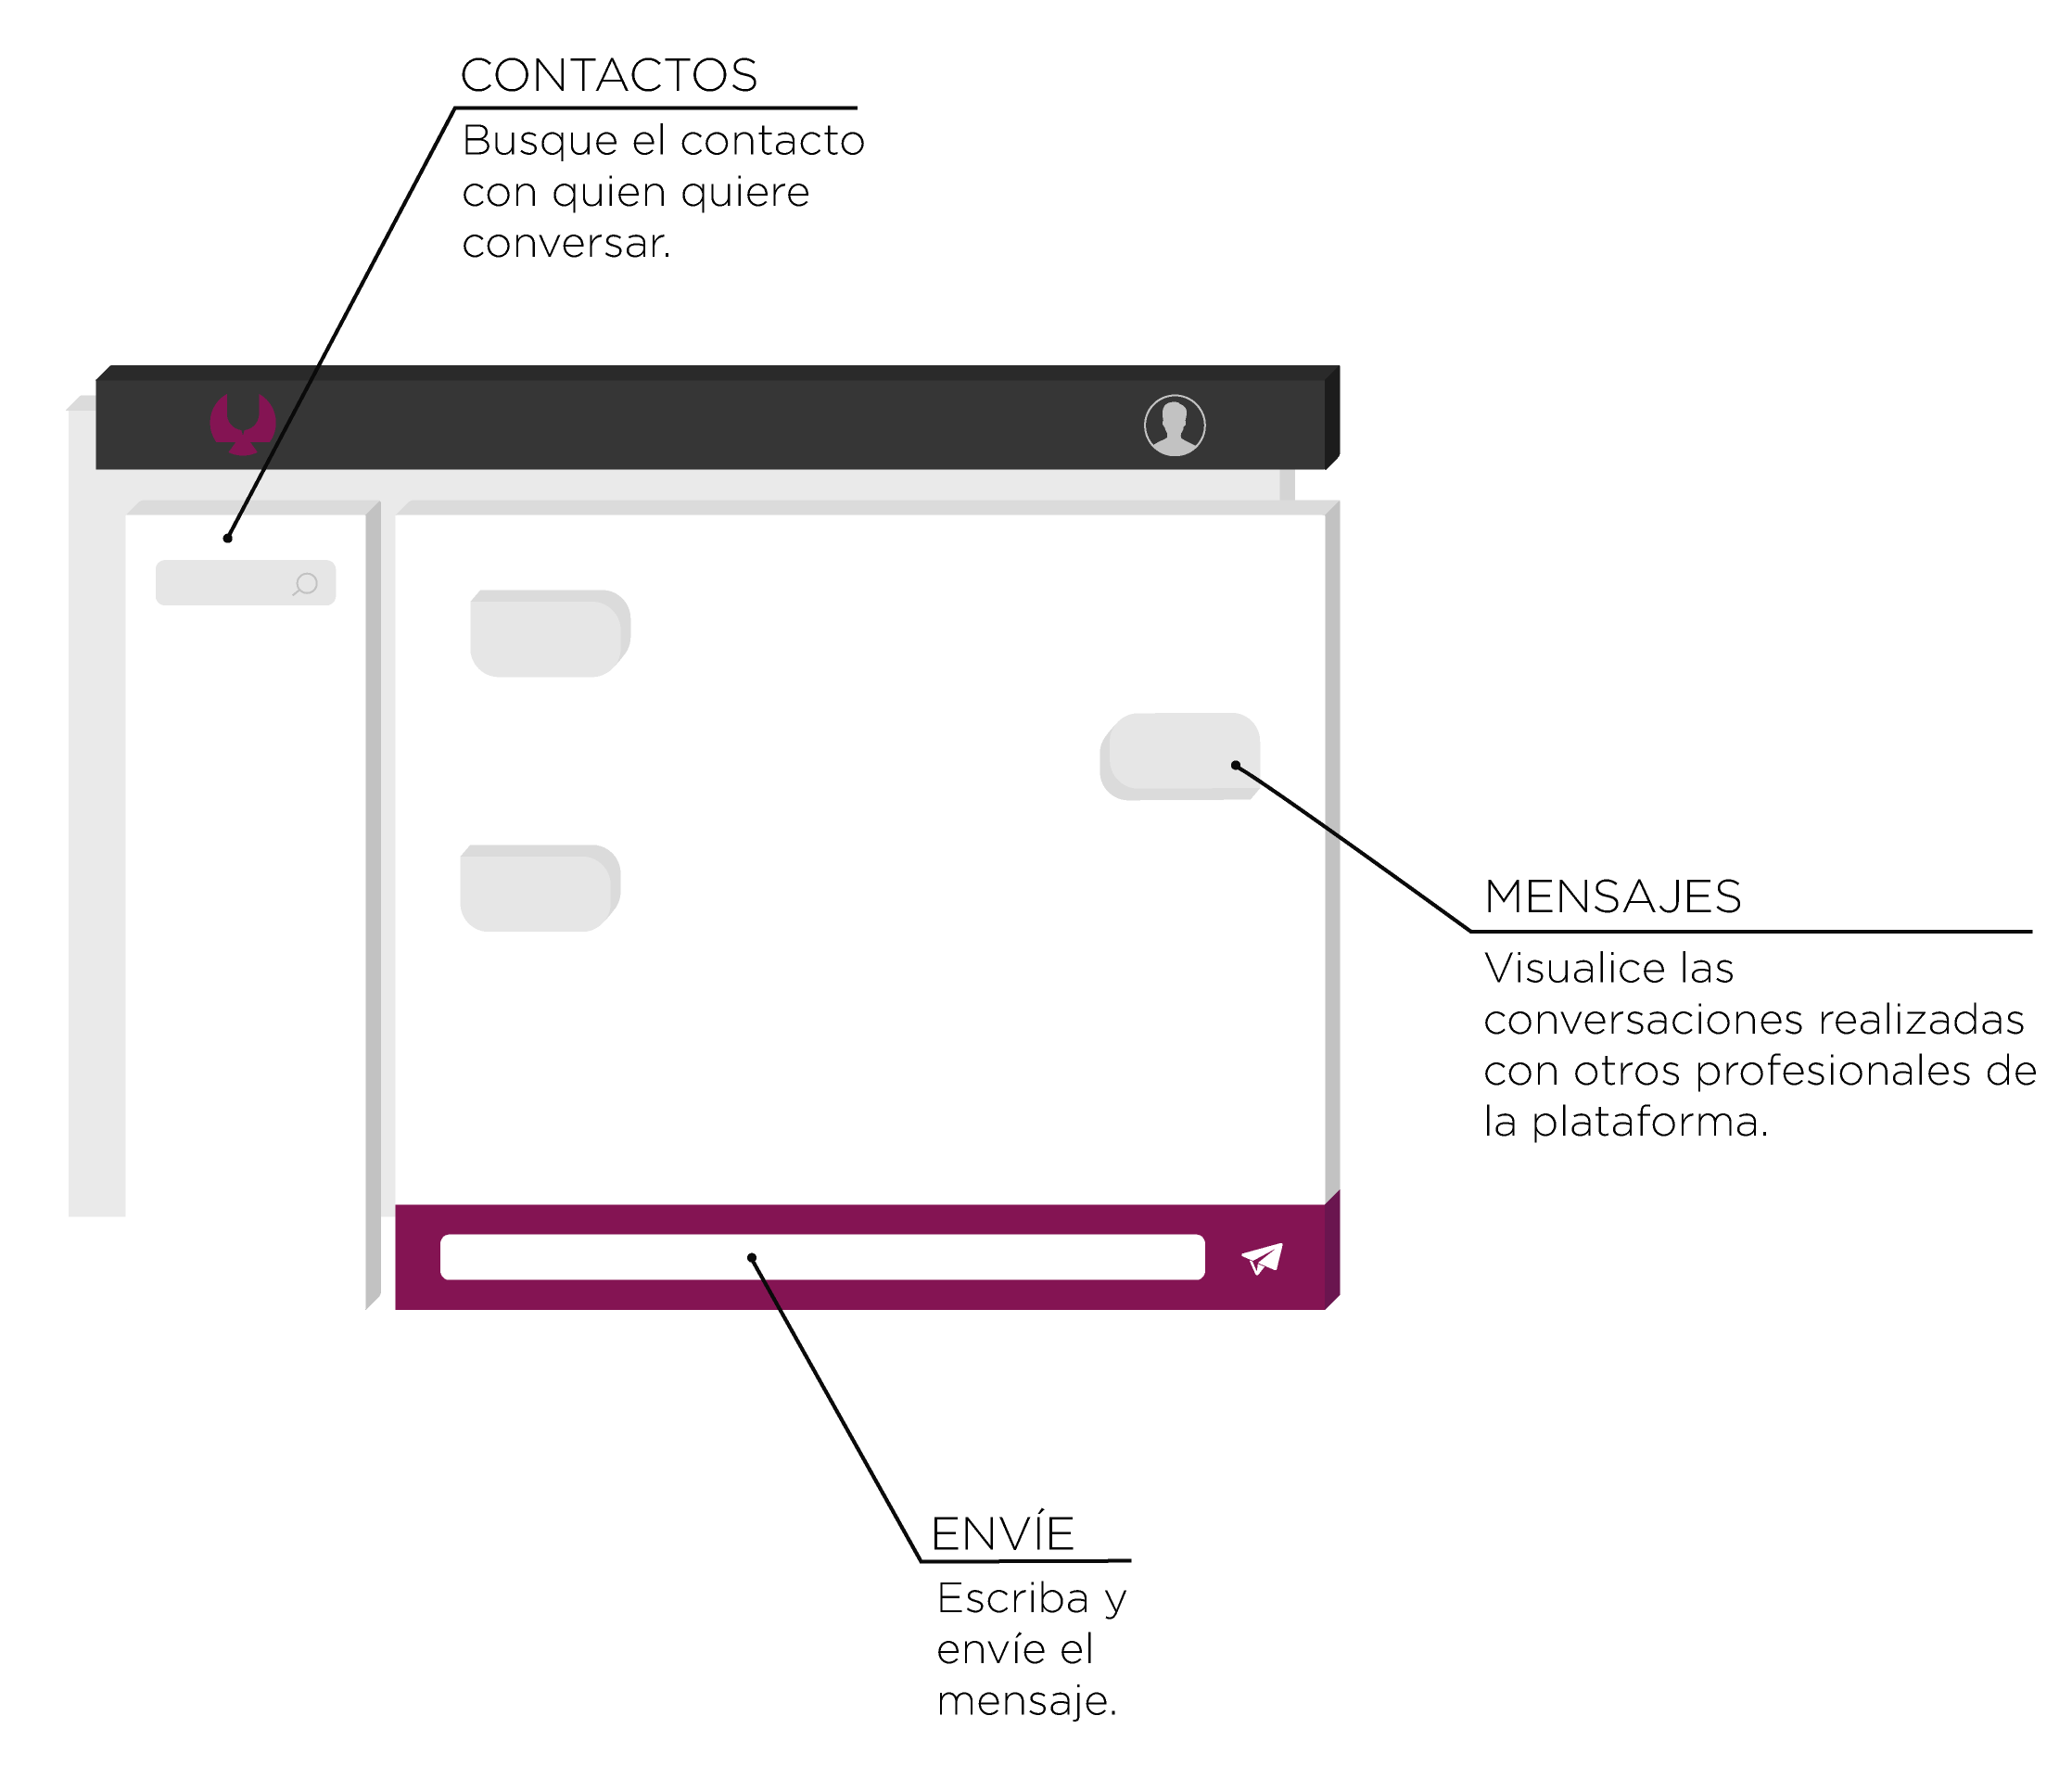 CONTACTOS
Busque el contacto
con quien quiere
conversar.
MENSAJES
Visualice las
conversaciones realizadas
con otros profesionales de
la plataforma.
ENVÍE
Escriba y
envíe el
mensaje.